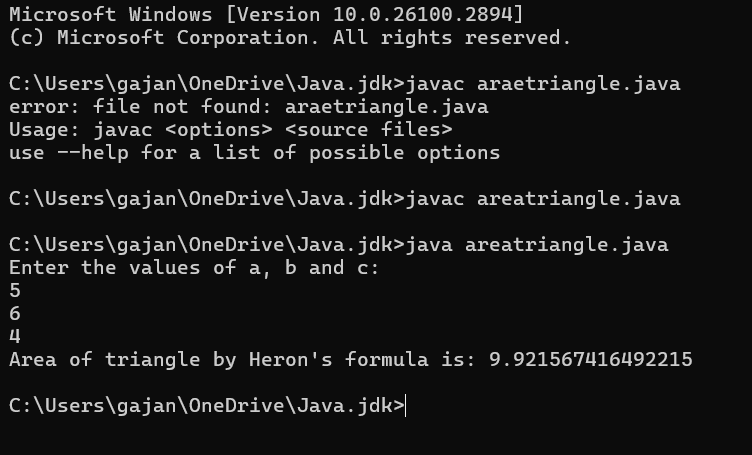 Microsoft Windows [Version 10.0.26100.2894]
(c) Microsoft Corporation. All rights reserved.
C:\Users\gajan\OneDrive\Java.jdk>javac araetriangle.java
error: file not found: araetriangle.java
Usage: javac <options> <source files>
use --help for a list of possible options
C:\Users\gajan\OneDrive\Java.jdk>javac areatriangle.java
C:\Users\gajan\OneDrive\Java.jdk>java areatriangle.java
Enter the values of a, b and c:
5
6
4
Area of triangle by Heron's formula is: 9.921567416492215
C:\Users\gajan\OneDrive\Java.jdk>